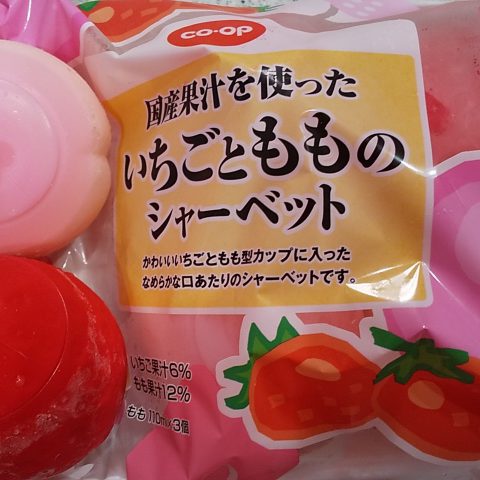 CO·OP
国産果汁を使った
いちごとももの
シャーベット
かわいいいちごともも型カップに入った
なめらかな口あたりのシャーベットです。
いちご果汁6%
もも果汁12%
もも 110ml×3個